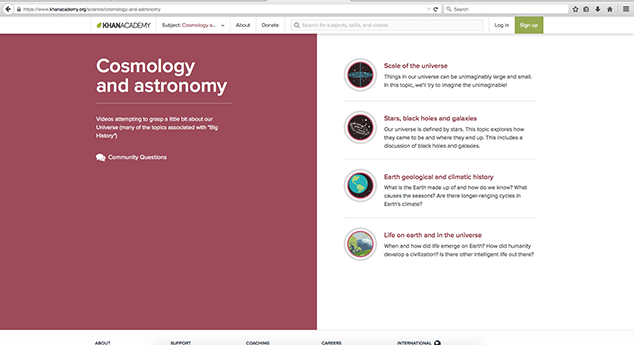 https://www.khanacademy.org/science/cosmology-and-astronomy
Search
KHANACADEMY
Subject: Cosmology a...
About
Donate
Search for subjects, skills, and videos
Log in
Sign up
Cosmology
and astronomy
Videos attempting to grasp a little bit about our
Universe (many of the topics associated with "Big
History")
Community Questions
Scale of the universe
Things in our universe can be unimaginably large and small.
In this topic, we'll try to imagine the unimaginable!
Stars, black holes and galaxies
Our universe is defined by stars. This topic explores how
they came to be and where they end up. This includes a
discussion of black holes and galaxies.
Earth geological and climatic history
What is the Earth made up of and how do we know? What
causes the seasons? Are there longer-ranging cycles in
Earth's climate?
Life on earth and in the universe
When and how did life emerge on Earth? How did humanity
develop a civilization? Is there other intelligent life out there?
ABOUT
SUPPORT
COACHING
CAREERS
INTERNATIONAL